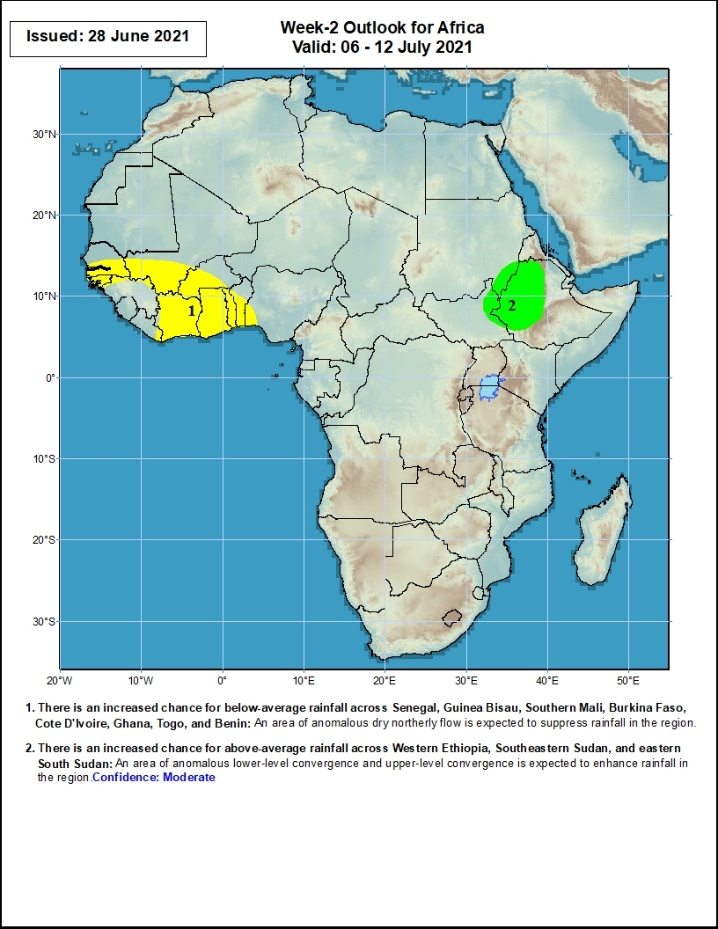 Issued: 28 June 2021
Week-2 Outlook for Africa
Valid: 06 - 12 July 2021
30°N
20°N
10°N
0°
10°S
20°S
30°S
1
2
20°W
10°W
0°
10°E
20°E
30°E
40°E
50°E
1. There is an increased chance for below-average rainfall across Senegal, Guinea Bisau, Southern Mali, Burkina Faso,
Cote D'Ivoire, Ghana, Togo, and Benin: An area of anomalous dry northerly flow is expected to suppress rainfall in the region.
2. There is an increased chance for above-average rainfall across Western Ethiopia, Southeastern Sudan, and eastern
South Sudan: An area of anomalous lower-level convergence and upper-level convergence is expected to enhance rainfall in
the region.Confidence: Moderate